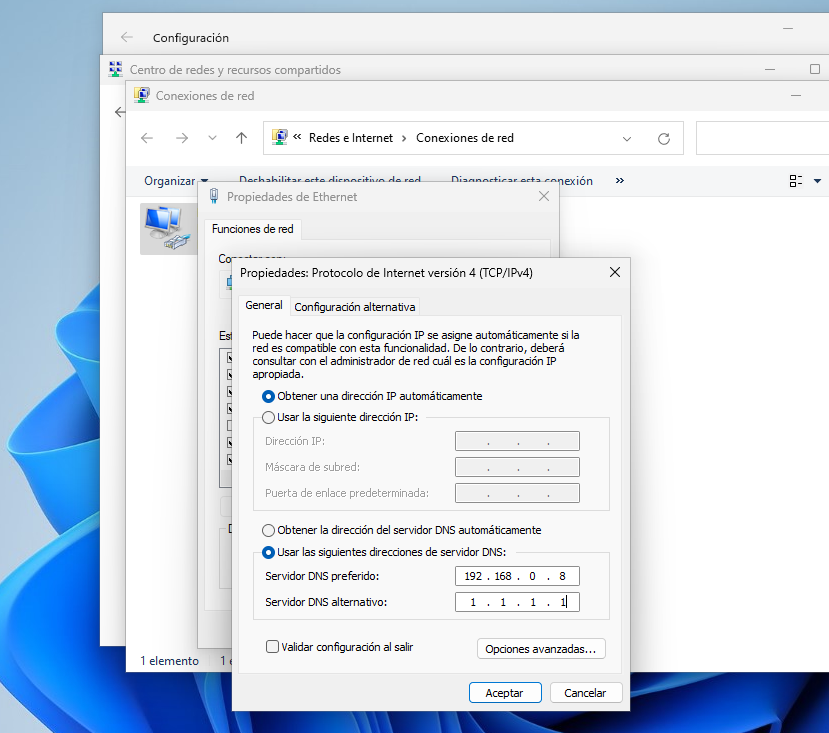 Configuración
Centro de redes y recursos compartidos
Conexiones de red
« Redes e Internet › Conexiones de red
Organizar Deshabilitar este dispositivo de red Diagnosticar esta conexión »
Propiedades de Ethernet
Funciones de red
Propiedades: Protocolo de Internet versión 4 (TCP/IPv4)
General Configuración alternativa
Puede hacer que la configuración IP se asigne automáticamente si la
red es compatible con esta funcionalidad. De lo contrario, deberá
consultar con el administrador de red cuál es la configuración IP
apropiada.
Obtener una dirección IP automáticamente
Usar la siguiente dirección IP:
Dirección IP: . . .
Máscara de subred: . . .
Puerta de enlace predeterminada: . . .
Obtener la dirección del servidor DNS automáticamente
Usar las siguientes direcciones de servidor DNS:
Servidor DNS preferido: 192 . 168 . 0 . 8
Servidor DNS alternativo: 1 . 1 . 1 . 1
Validar configuración al salir
Opciones avanzadas...
1 elemento 1 e
Aceptar Cancelar